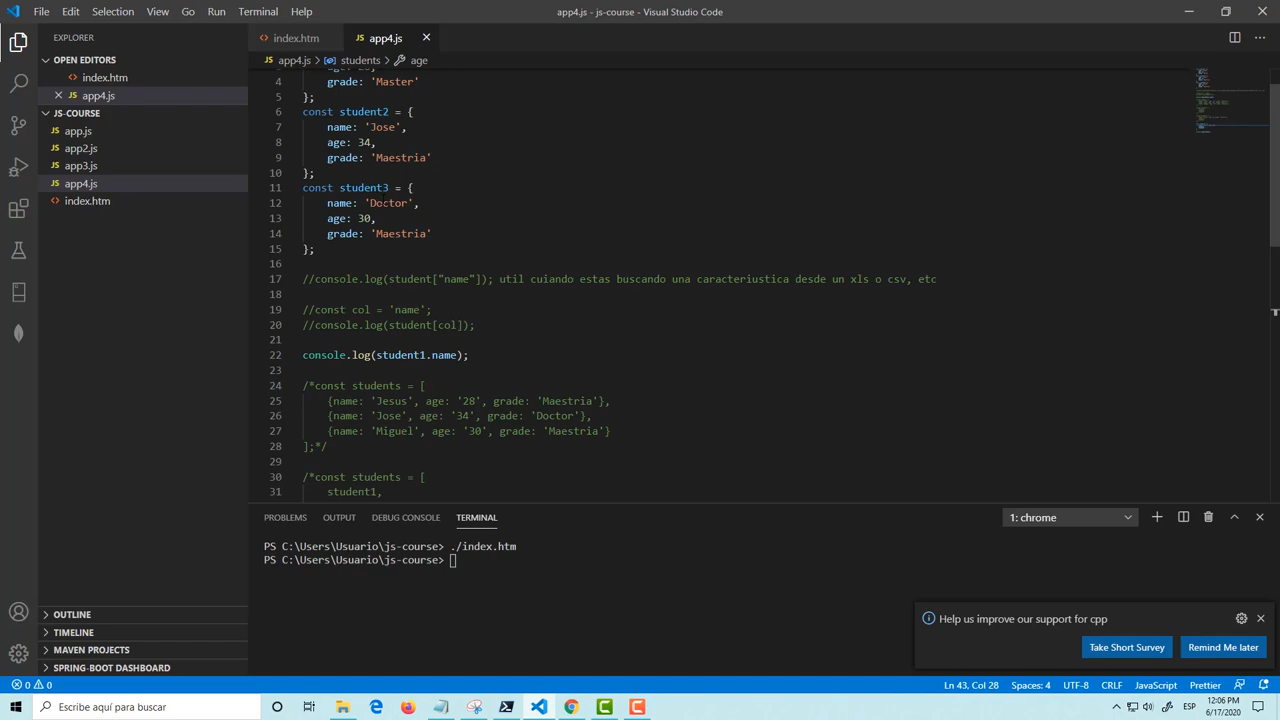 File Edit Selection View Go Run Terminal Help
app4.js - js-course - Visual Studio Code
EXPLORER
OPEN EDITORS
index.htm
JS app4.js
JS-COURSE
JS app.js
JS app2.js
JS app3.js
JS app4.js
index.htm
OUTLINE
TIMELINE
MAVEN PROJECTS
SPRING-BOOT DASHBOARD
index.htm JS app4.js
JS app4.js > students > age
4 grade: 'Master'
5 };
6 const student2 = {
7 name: 'Jose',
8 age: 34,
9 grade: 'Maestria'
10 };
11 const student3 = {
12 name: 'Doctor',
13 age: 30,
14 grade: 'Maestria'
15 };
16
17 //console.log(student["name"]); util cuiando estas buscando una caracteriustica desde un xls o csv, etc
18
19 //const col = 'name';
20 //console.log(student[col]);
21
22 console.log(student1.name);
23
24 /*const students = [
25 {name: 'Jesus', age: '28', grade: 'Maestria'},
26 {name: 'Jose', age: '34', grade: 'Doctor'},
27 {name: 'Miguel', age: '30', grade: 'Maestria'}
28 ];*/
29
30 /*const students = [
31 student1,
PROBLEMS OUTPUT DEBUG CONSOLE TERMINAL
1: chrome
PS C:\Users\Usuario\js-course> ./index.htm
PS C:\Users\Usuario\js-course>
Help us improve our support for cpp
Take Short Survey Remind Me later
0 0
Ln 43, Col 28 Spaces: 4 UTF-8 CRLF JavaScript Prettier
Escribe aquí para buscar
ESP
12:06 PM
6/17/2020